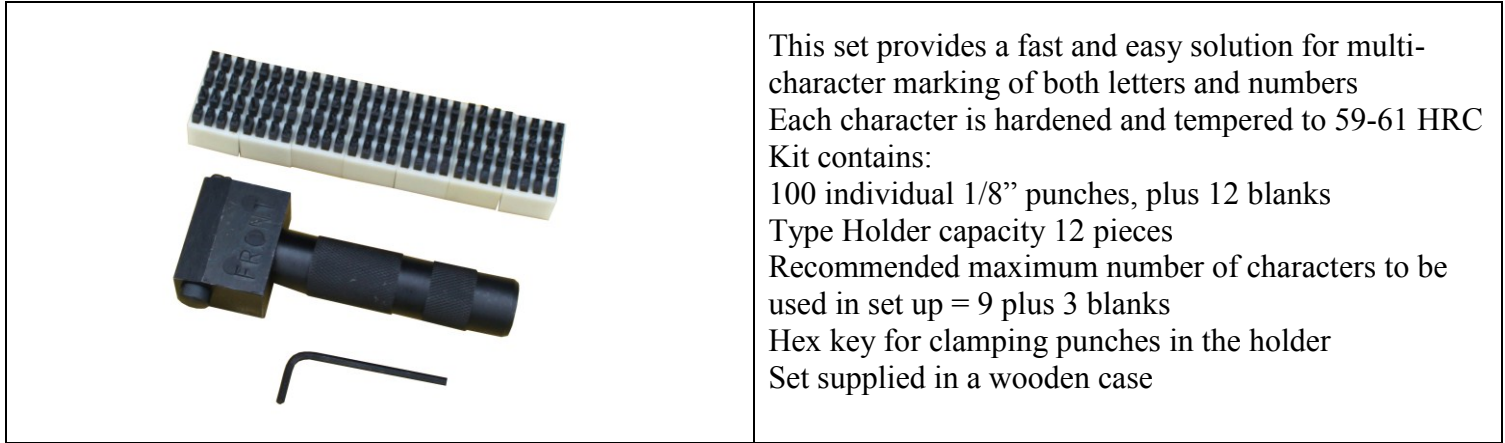 This set provides a fast and easy solution for multi-
character marking of both letters and numbers
Each character is hardened and tempered to 59-61 HRC
Kit contains:
100 individual 1/8” punches, plus 12 blanks
Type Holder capacity 12 pieces
Recommended maximum number of characters to be
used in set up = 9 plus 3 blanks
Hex key for clamping punches in the holder
Set supplied in a wooden case
FRONT